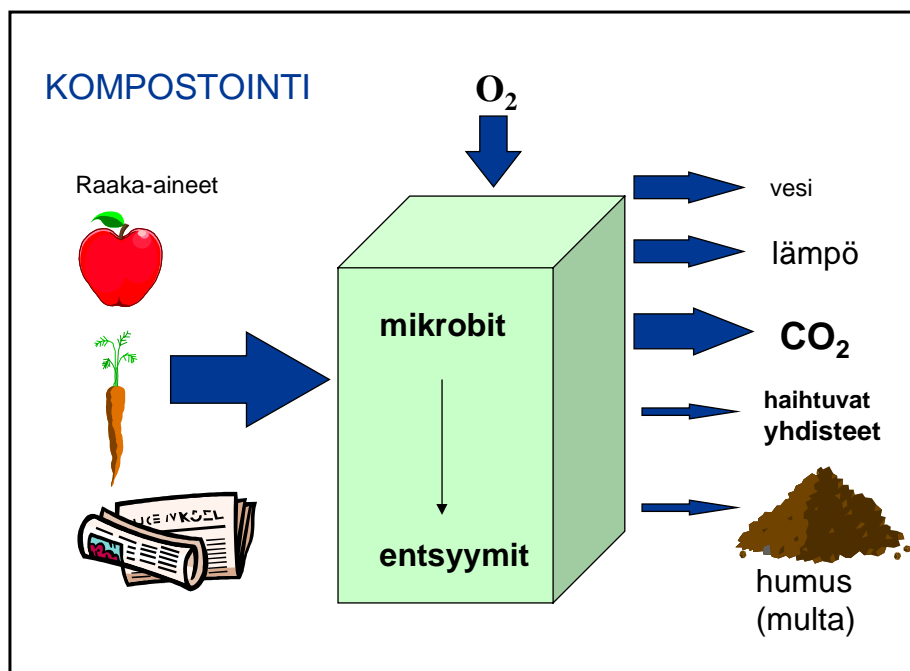 KOMPOSTOINTI
O₂
Raaka-aineet
vesi
lämpö
mikrobit
CO₂
haihtuvat
yhdisteet
entsyymit
humus
(multa)